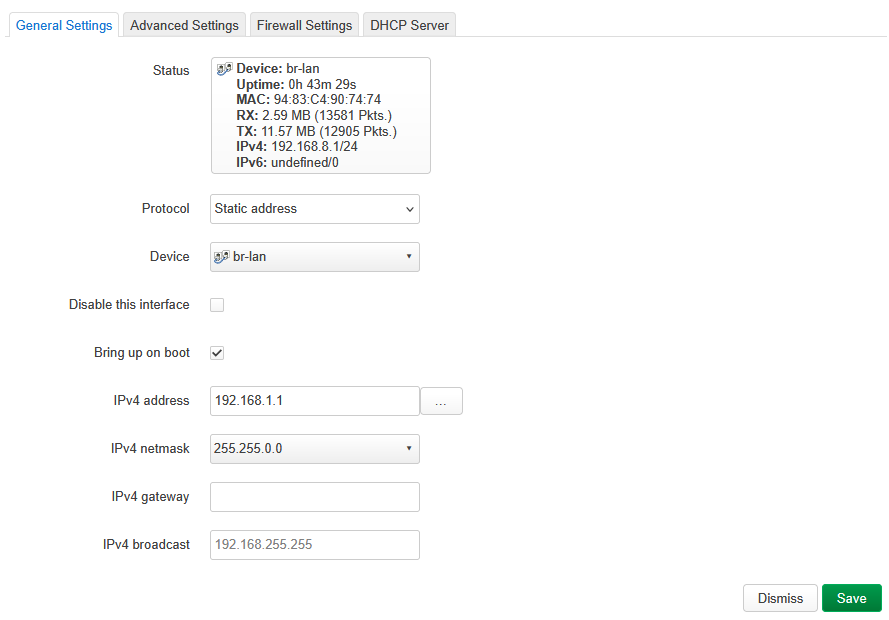 General Settings Advanced Settings Firewall Settings DHCP Server
Status
Device: br-lan
Uptime: 0h 43m 29s
MAC: 94:83:C4:90:74:74
RX: 2.59 MB (13581 Pkts.)
TX: 11.57 MB (12905 Pkts.)
IPv4: 192.168.8.1/24
IPv6: undefined/0
Protocol Static address
Device br-lan
Disable this interface
Bring up on boot
IPv4 address 192.168.1.1 ...
IPv4 netmask 255.255.0.0
IPv4 gateway
IPv4 broadcast 192.168.255.255
Dismiss Save